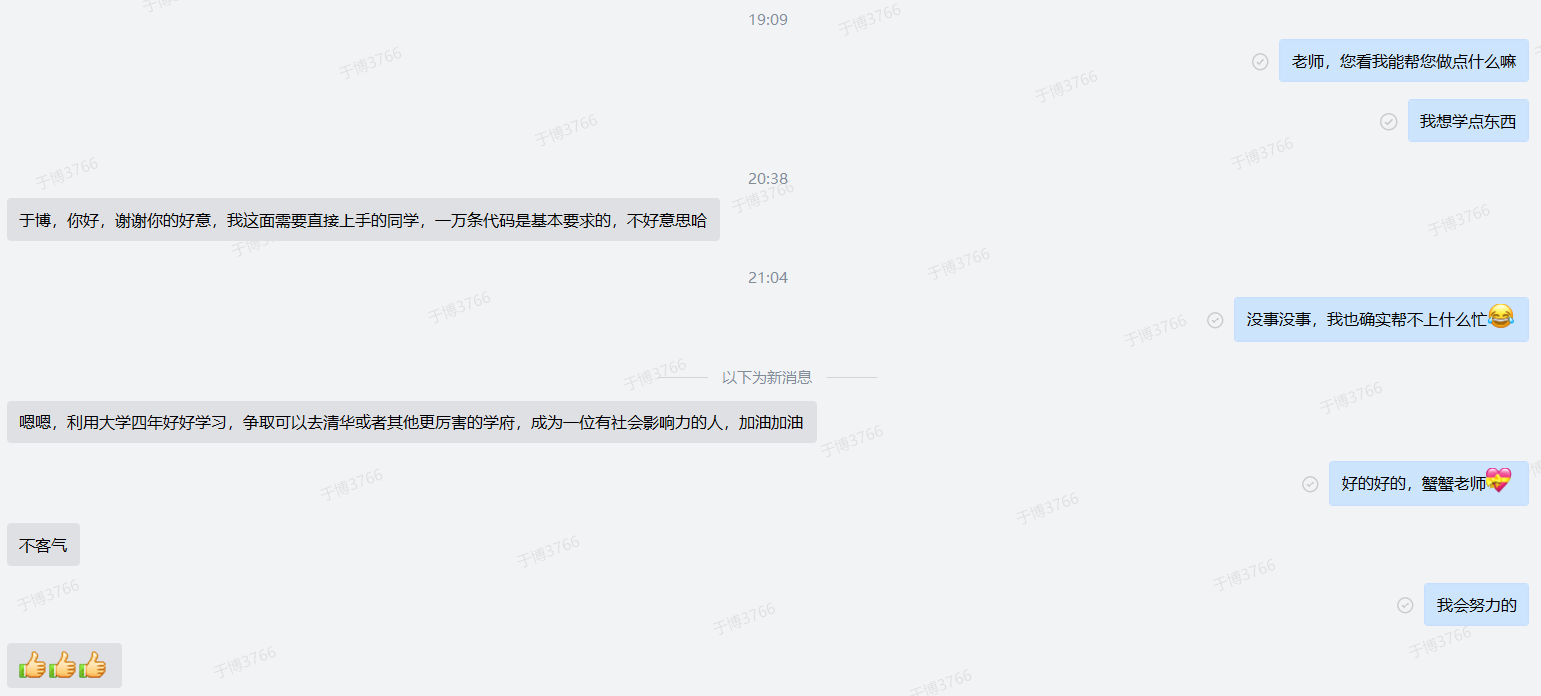 19:09
老师，您看我能帮您做点什么嘛
我想学点东西
20:38
于博，你好，谢谢你的好意，我这面需要直接上手的同学，一万条代码是基本要求的，不好意思哈
21:04
没事没事，我也确实帮不上什么忙😂
以下为新消息
嗯嗯，利用大学四年好好学习，争取可以去清华或者其他更厉害的学府，成为一位有社会影响力的人，加油加油
好的好的，蟹蟹老师💝
不客气
我会努力的
👍👍👍
于博3766